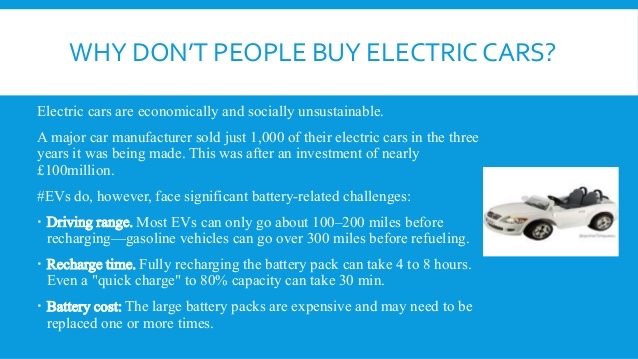 WHY DON'T PEOPLE BUY ELECTRIC CARS?
Electric cars are economically and socially unsustainable.
A major car manufacturer sold just 1,000 of their electric cars in the three
years it was being made. This was after an investment of nearly
£100million.
#EVs do, however, face significant battery-related challenges:
• Driving range. Most EVs can only go about 100–200 miles before
recharging—gasoline vehicles can go over 300 miles before refueling.
• Recharge time. Fully recharging the battery pack can take 4 to 8 hours.
Even a "quick charge" to 80% capacity can take 30 min.
• Battery cost: The large battery packs are expensive and may need to be
replaced one or more times.